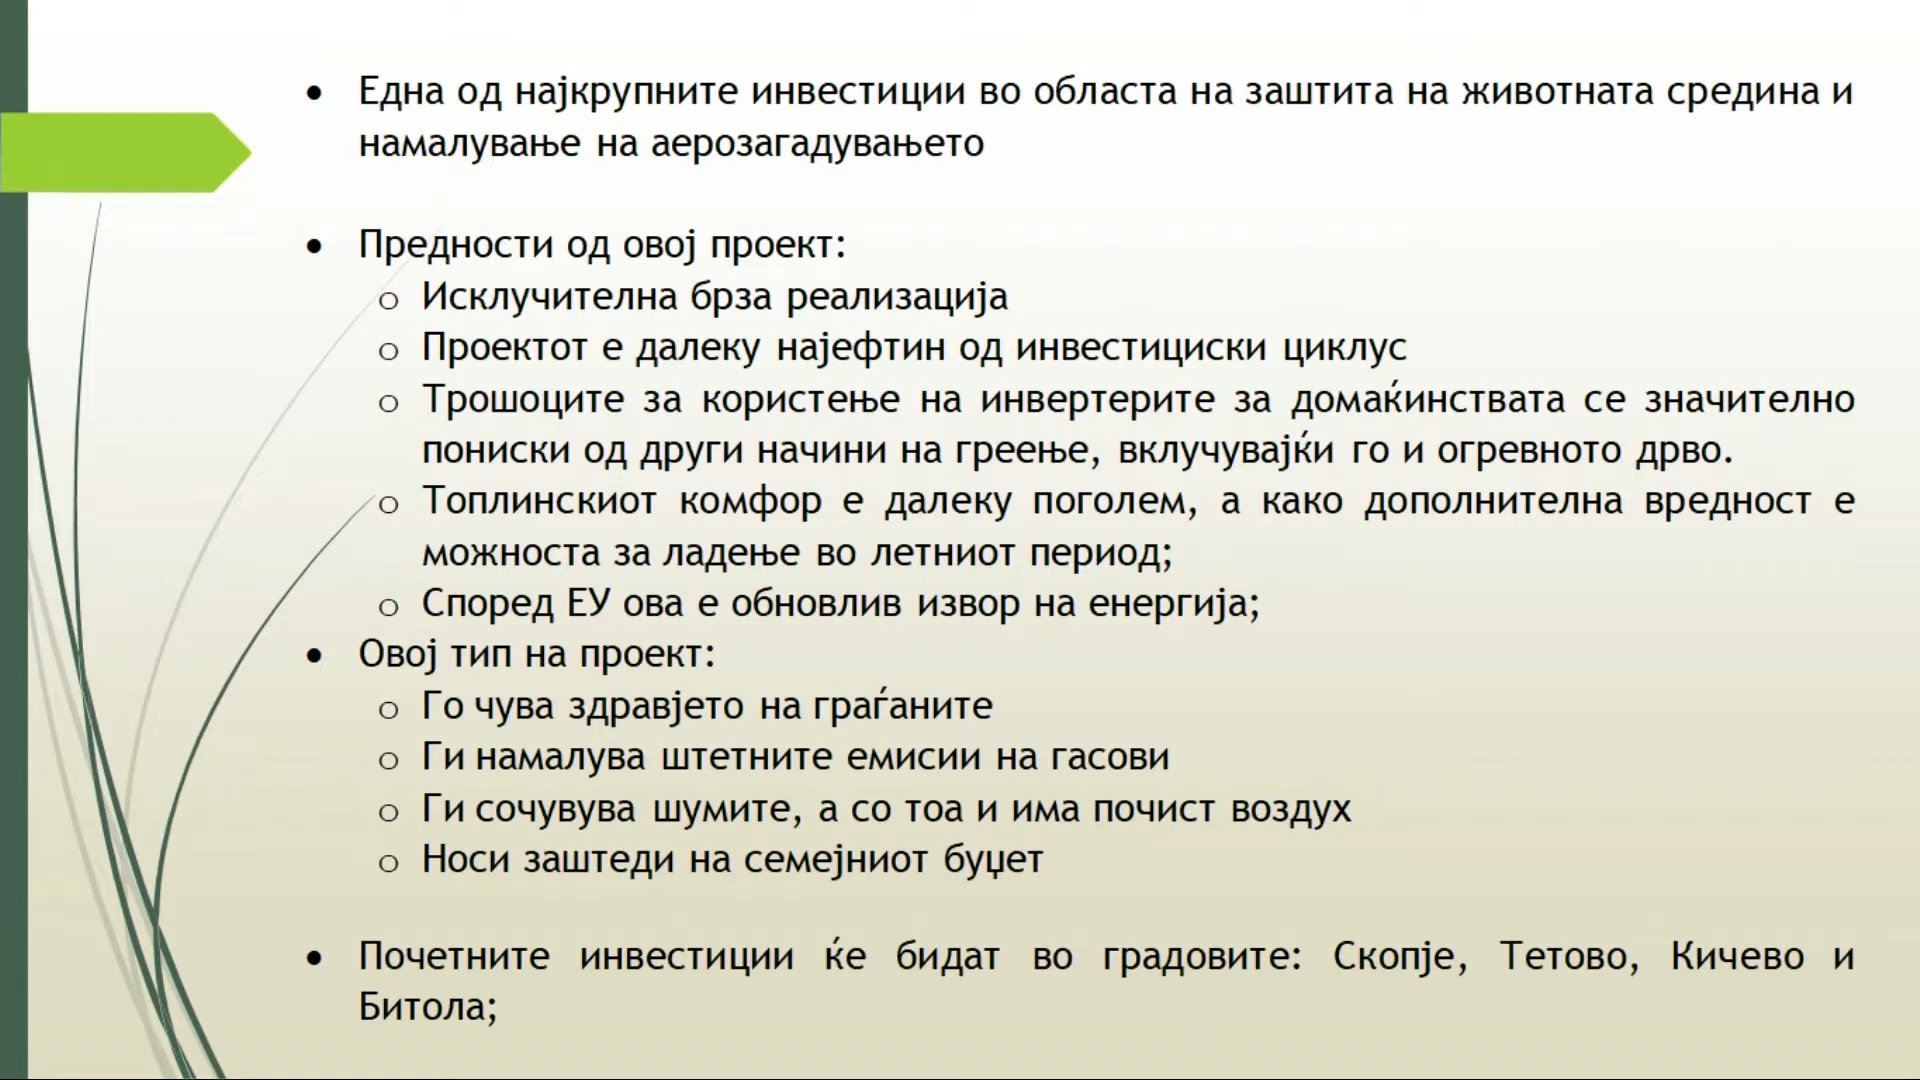 • Една од најкрупните инвестиции во областа на заштита на животната средина и
намалување на аерозагадувањето
• Предности од овој проект:
o Исклучителна брза реализација
o Проектот е далеку најефтин од инвестициски циклус
o Трошоците за користење на инвертерите за домаќинствата се значително
пониски од други начини на греење, вклучувајќи го и огревното дрво.
o Топлинскиот комфор е далеку поголем, а како дополнителна вредност е
можноста за ладење во летниот период;
o Според ЕУ ова е обновлив извор на енергија;
• Овој тип на проект:
o Го чува здравјето на граѓаните
o Ги намалува штетните емисии на гасови
o Ги сочувува шумите, а со тоа и има почист воздух
o Носи заштеди на семејниот буџет
• Почетните инвестиции ќе бидат во градовите: Скопје, Тетово, Кичево и
Битола;